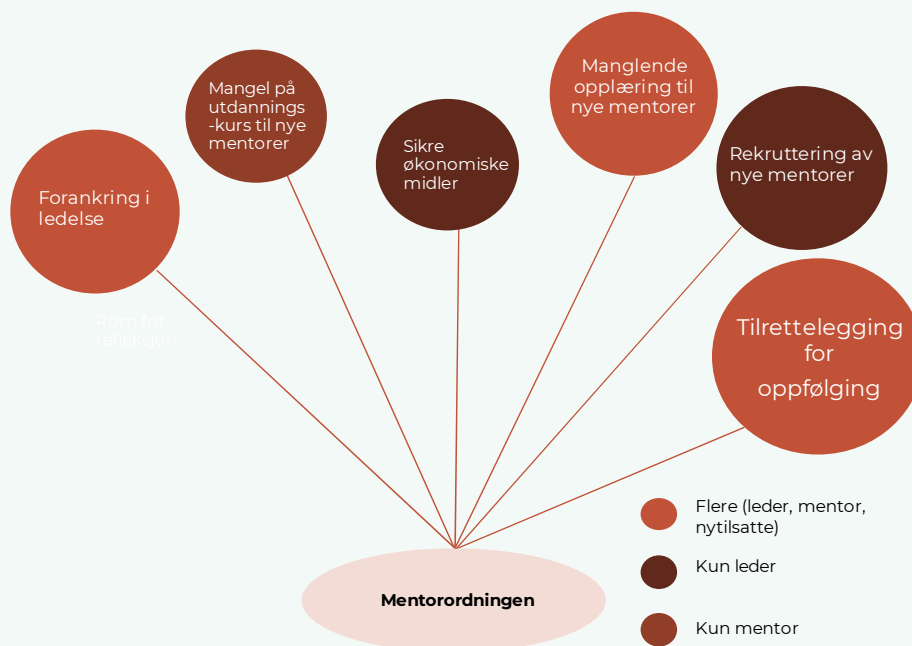 Manglende
opplæring til
nye mentorer
Mangel på
utdannings
-kurs til nye
mentorer
Sikre
økonomiske
midler
Rekruttering av
nye mentorer
Forankring i
ledelse
Rom for
refleksjon
Tilrettelegging
for
oppfølging
Flere (leder, mentor,
nytilsatte)
Kun leder
Kun mentor
Mentorordningen